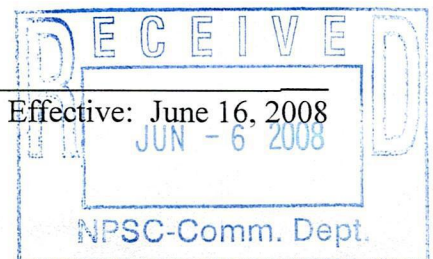 RECEIVED
Effective: June 16, 2008
JUN - 6 2008
NPSC-Comm. Dept.